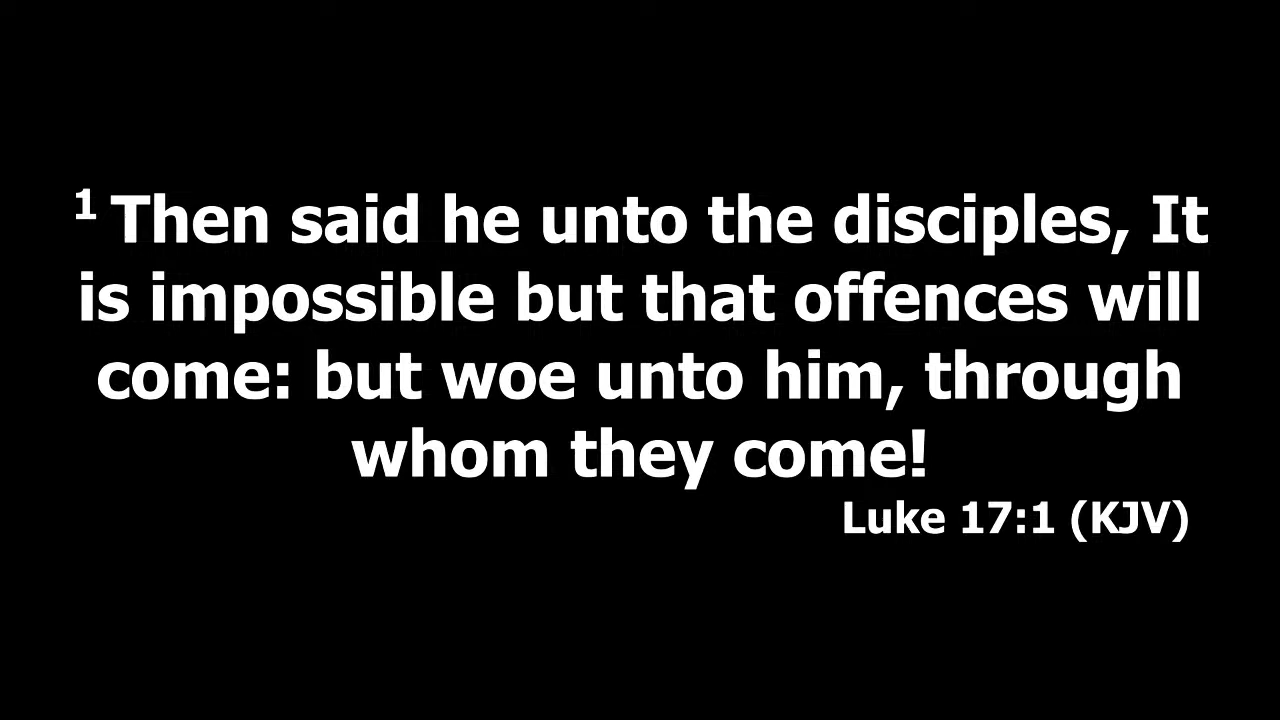 1 Then said he unto the disciples, It
is impossible but that offences will
come: but woe unto him, through
whom they come!
Luke 17:1 (KJV)